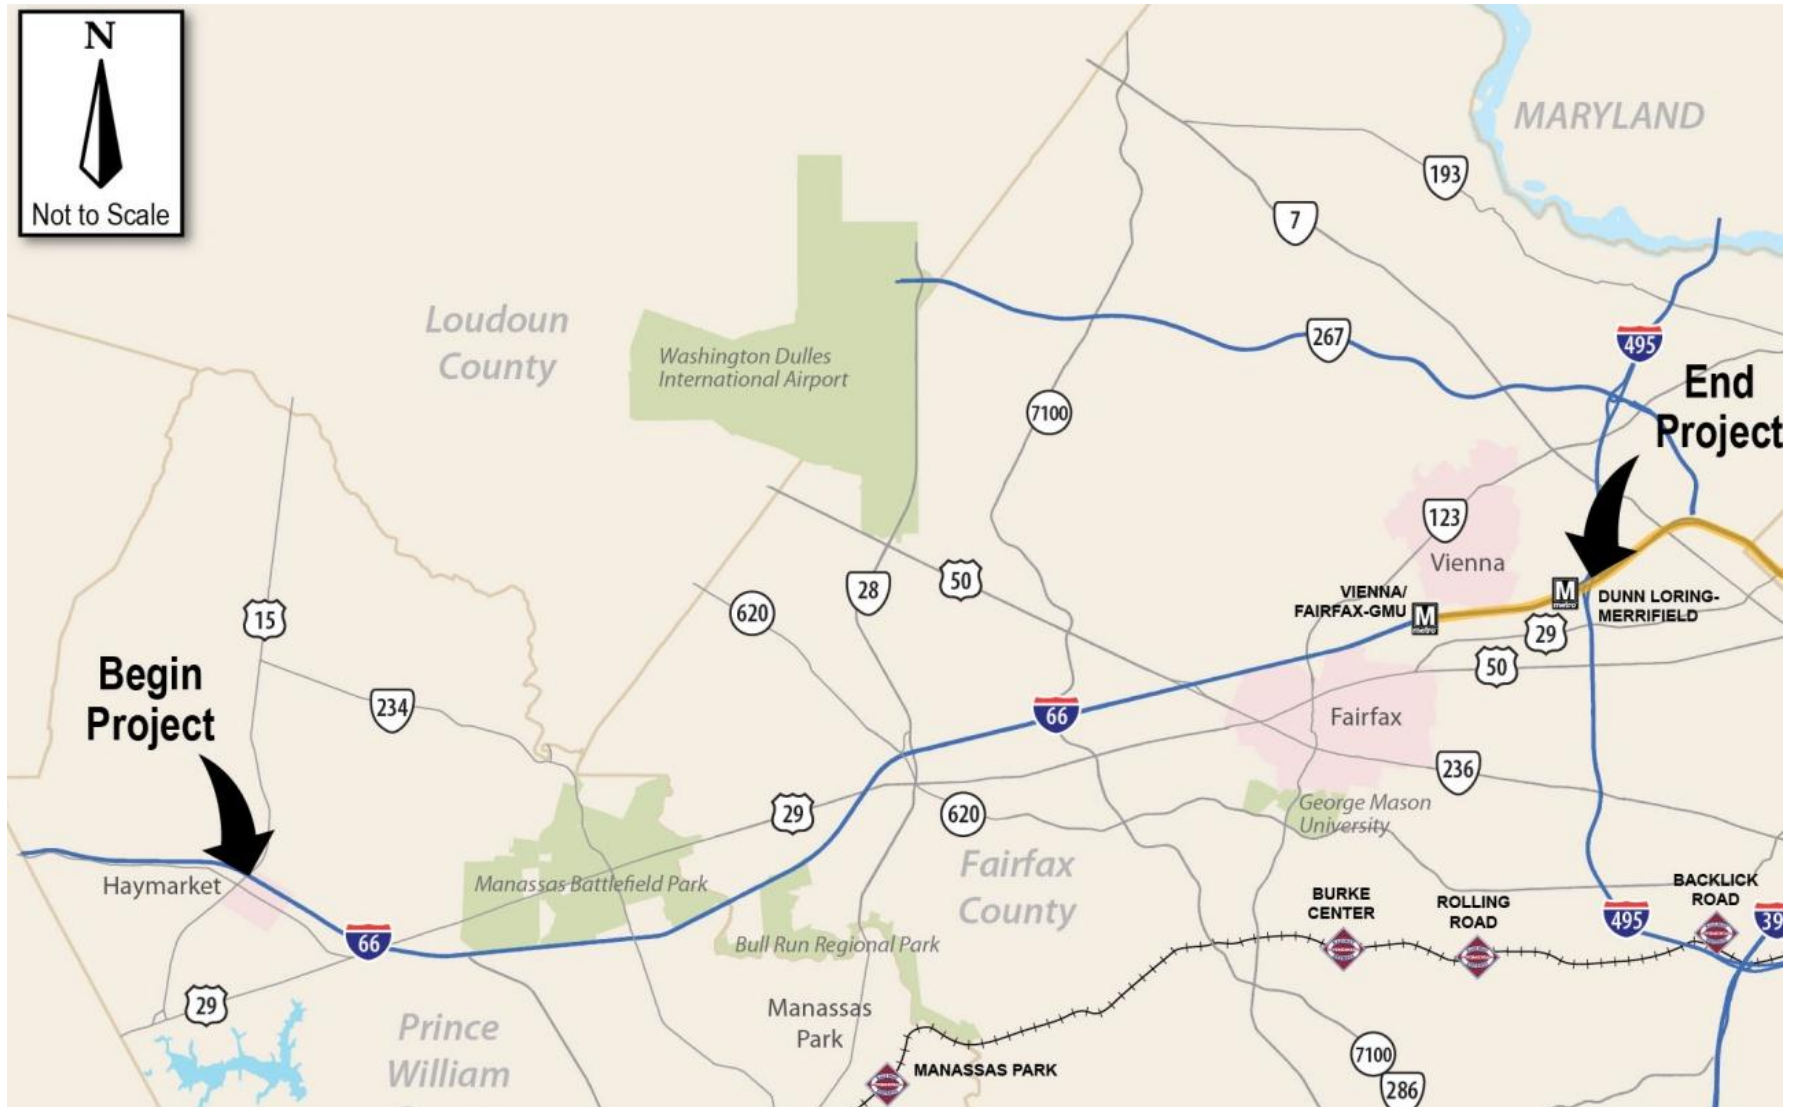 N
Not to Scale
MARYLAND
193
7
Loudoun
County
267
495
Washington Dulles
International Airport
End
Project
7100
123
Vienna
28
50
VIENNA/
FAIRFAX-GMU
M
metro
M
metro
DUNN LORING-
MERRIFIELD
620
15
29
50
Begin
Project
234
66
Fairfax
236
29
620
George Mason
University
Haymarket
Manassas Battlefield Park
Fairfax
County
BURKE
CENTER
ROLLING
ROAD
BACKLICK
ROAD
495
39
66
Bull Run Regional Park
29
Manassas
Park
Prince
William
7100
MANASSAS PARK
286